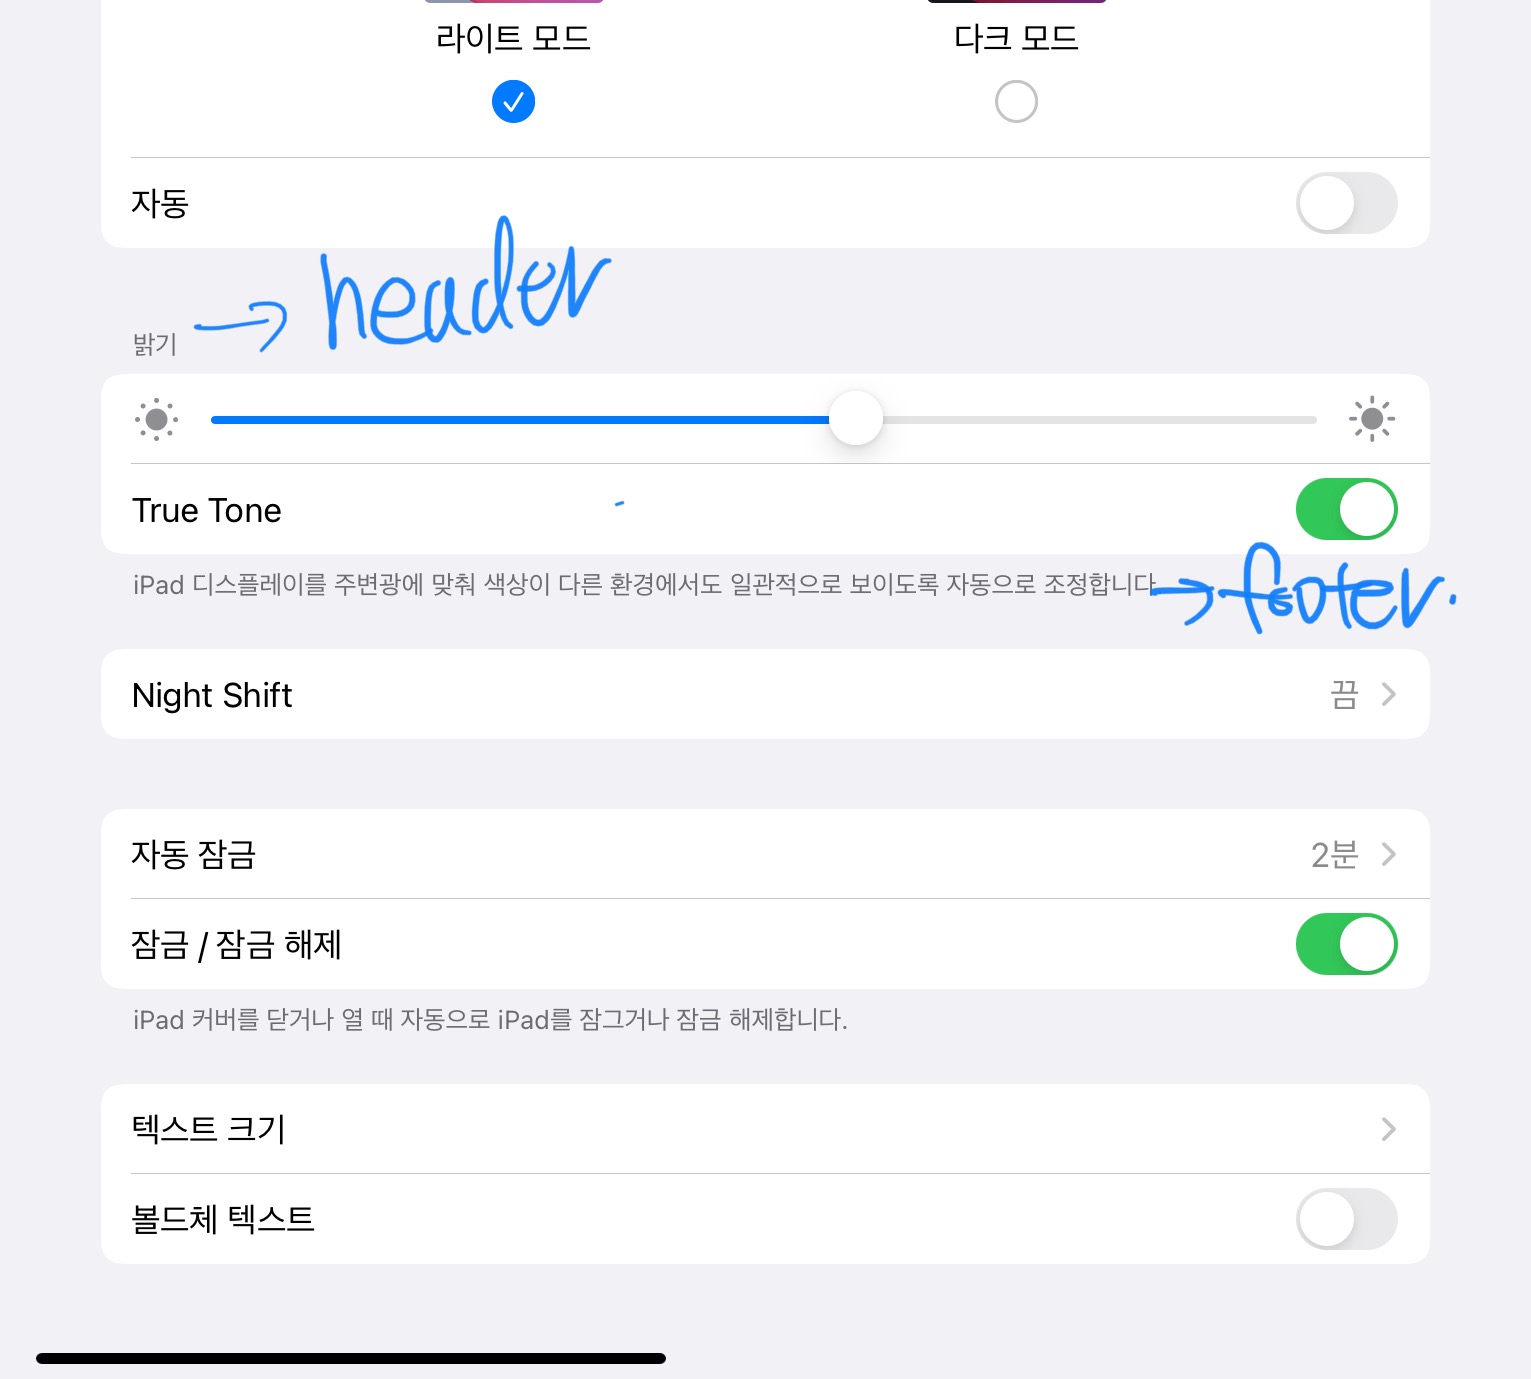 라이트 모드 다크 모드
자동
header
밝기
True Tone
iPad 디스플레이를 주변광에 맞춰 색상이 다른 환경에서도 일관적으로 보이도록 자동으로 조정합니다
footer.
Night Shift 끔
자동 잠금 2분
잠금 / 잠금 해제
iPad 커버를 닫거나 열 때 자동으로 iPad를 잠그거나 잠금 해제합니다.
텍스트 크기
볼드체 텍스트